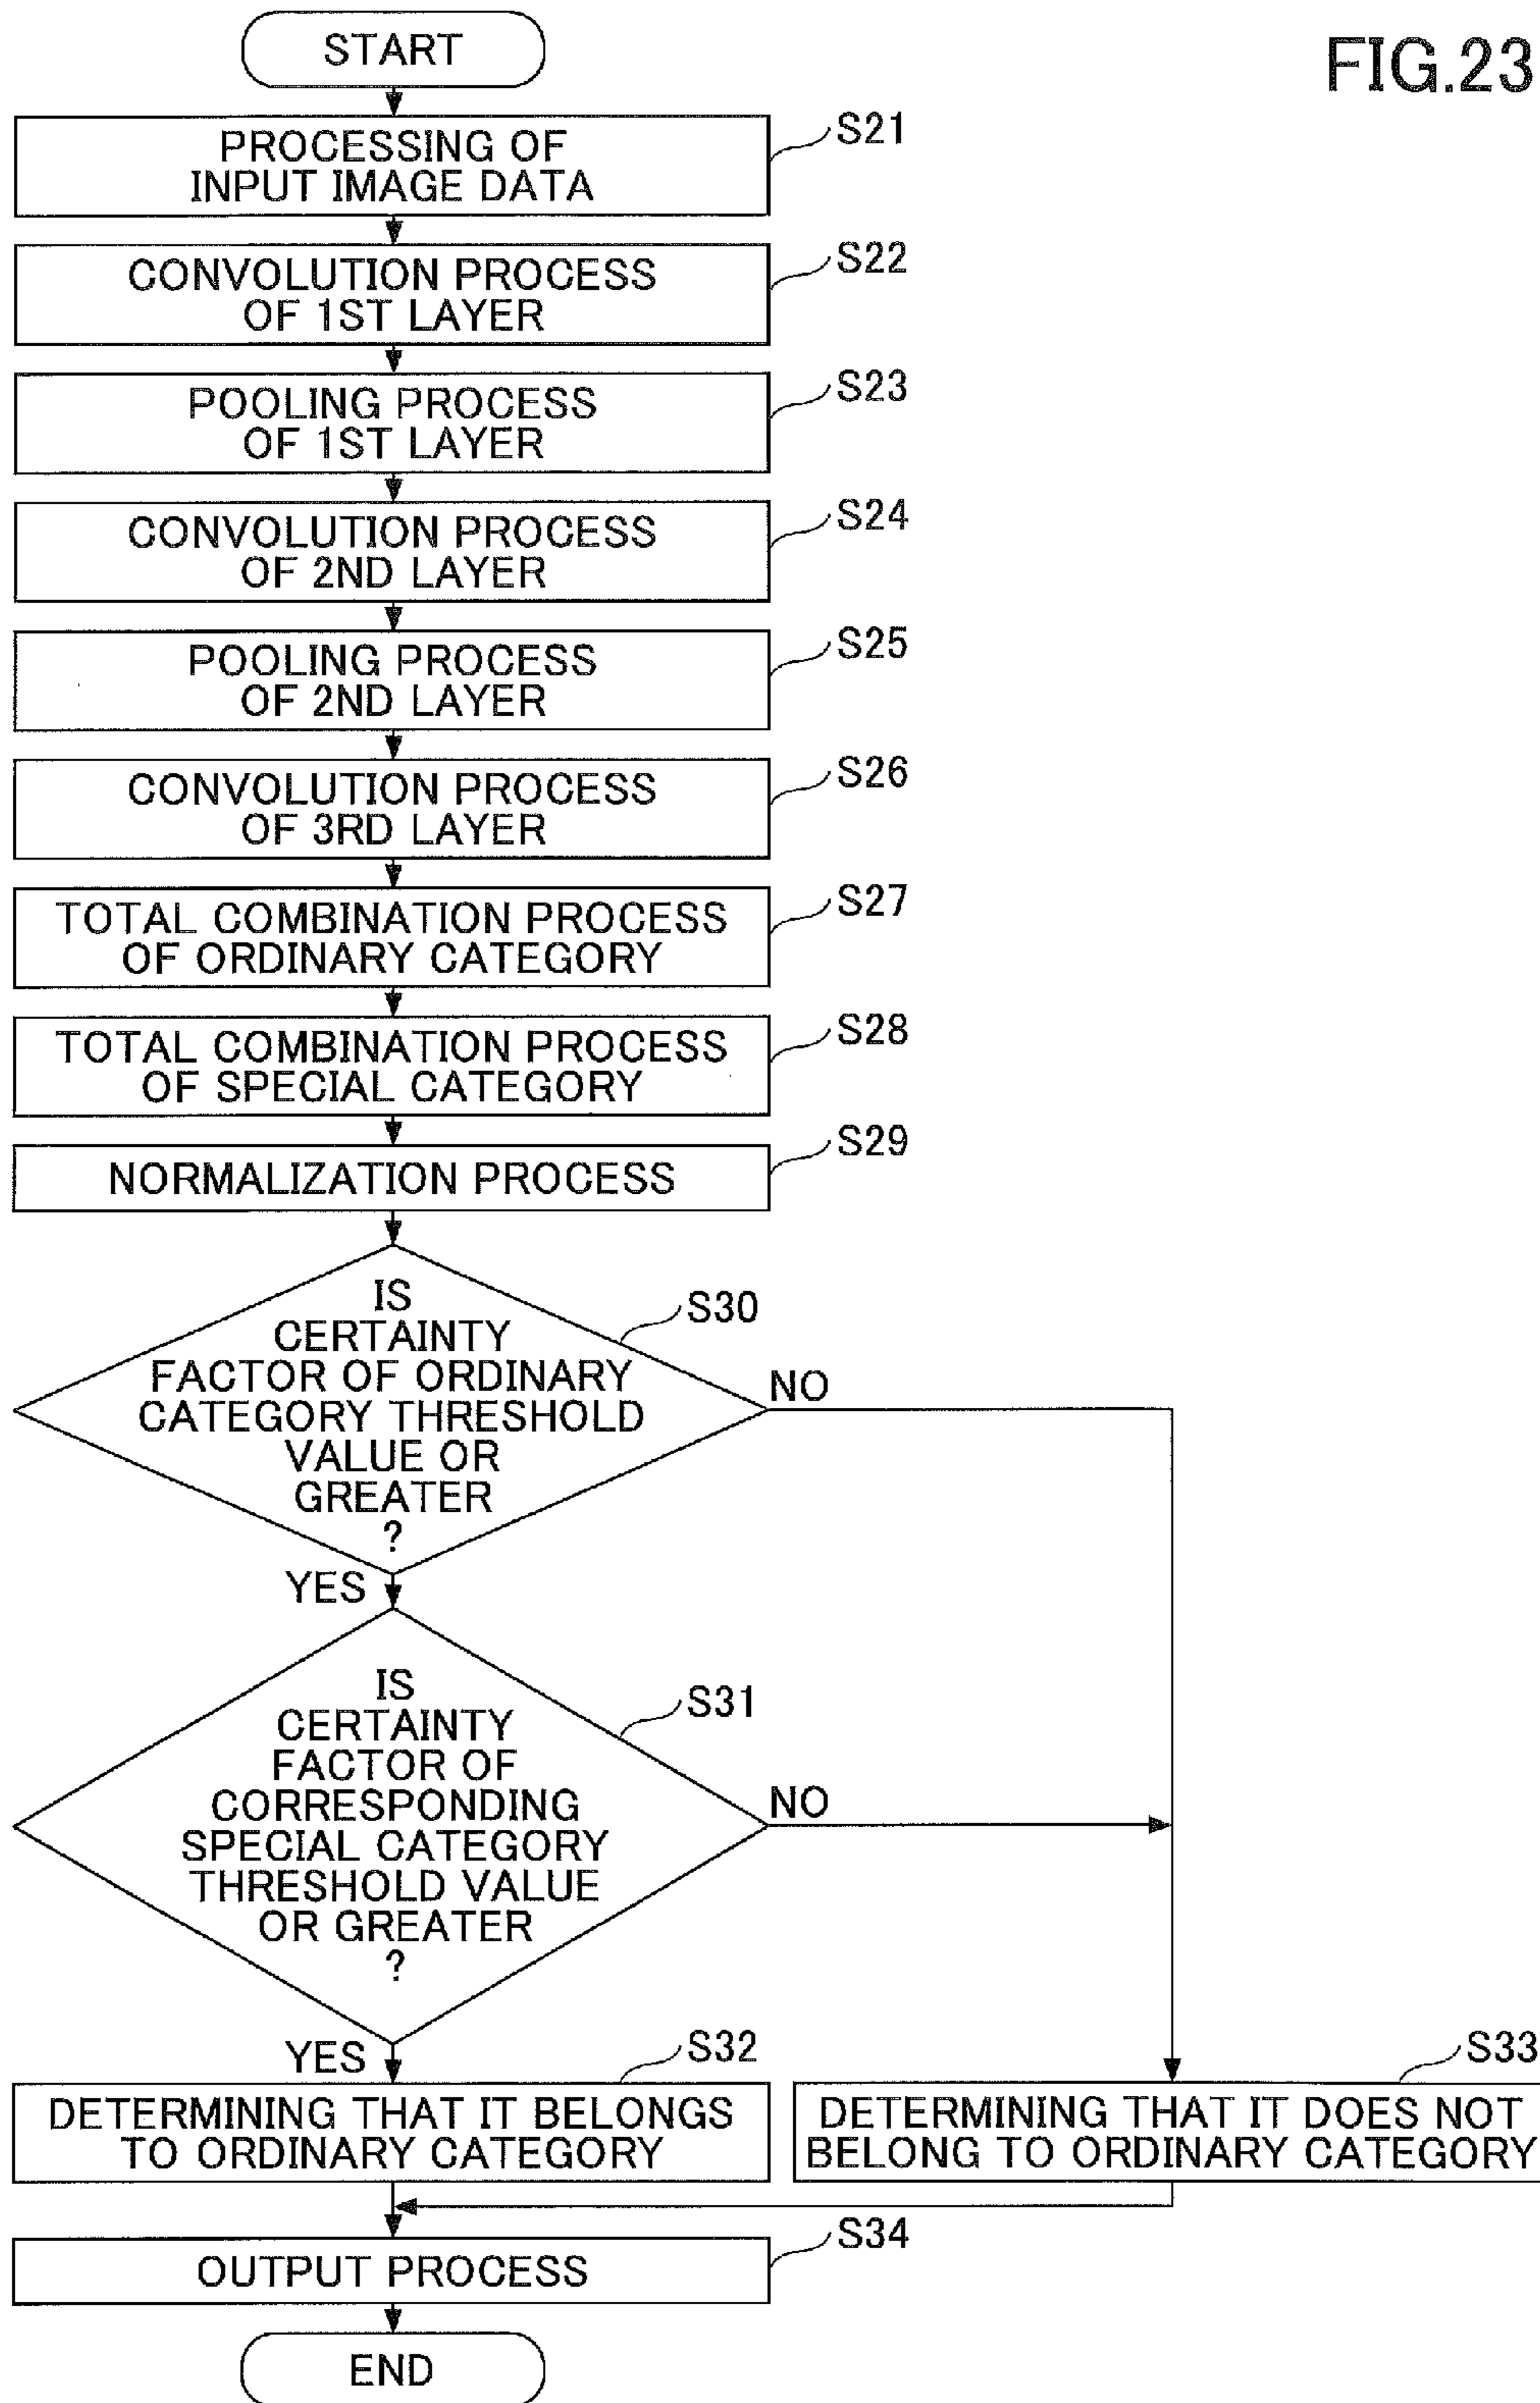 FIG.23
START
PROCESSING OF
INPUT IMAGE DATA
S21
CONVOLUTION PROCESS
OF 1ST LAYER
S22
POOLING PROCESS
OF 1ST LAYER
S23
CONVOLUTION PROCESS
OF 2ND LAYER
S24
POOLING PROCESS
OF 2ND LAYER
S25
CONVOLUTION PROCESS
OF 3RD LAYER
S26
TOTAL COMBINATION PROCESS
OF ORDINARY CATEGORY
S27
TOTAL COMBINATION PROCESS
OF SPECIAL CATEGORY
S28
NORMALIZATION PROCESS
S29
IS
CERTAINTY
FACTOR OF ORDINARY
CATEGORY THRESHOLD
VALUE OR
GREATER
?
S30
NO
YES
IS
CERTAINTY
FACTOR OF
CORRESPONDING
SPECIAL CATEGORY
THRESHOLD VALUE
OR GREATER
?
S31
NO
YES
DETERMINING THAT IT BELONGS
TO ORDINARY CATEGORY
S32
DETERMINING THAT IT DOES NOT
BELONG TO ORDINARY CATEGORY
S33
OUTPUT PROCESS
S34
END